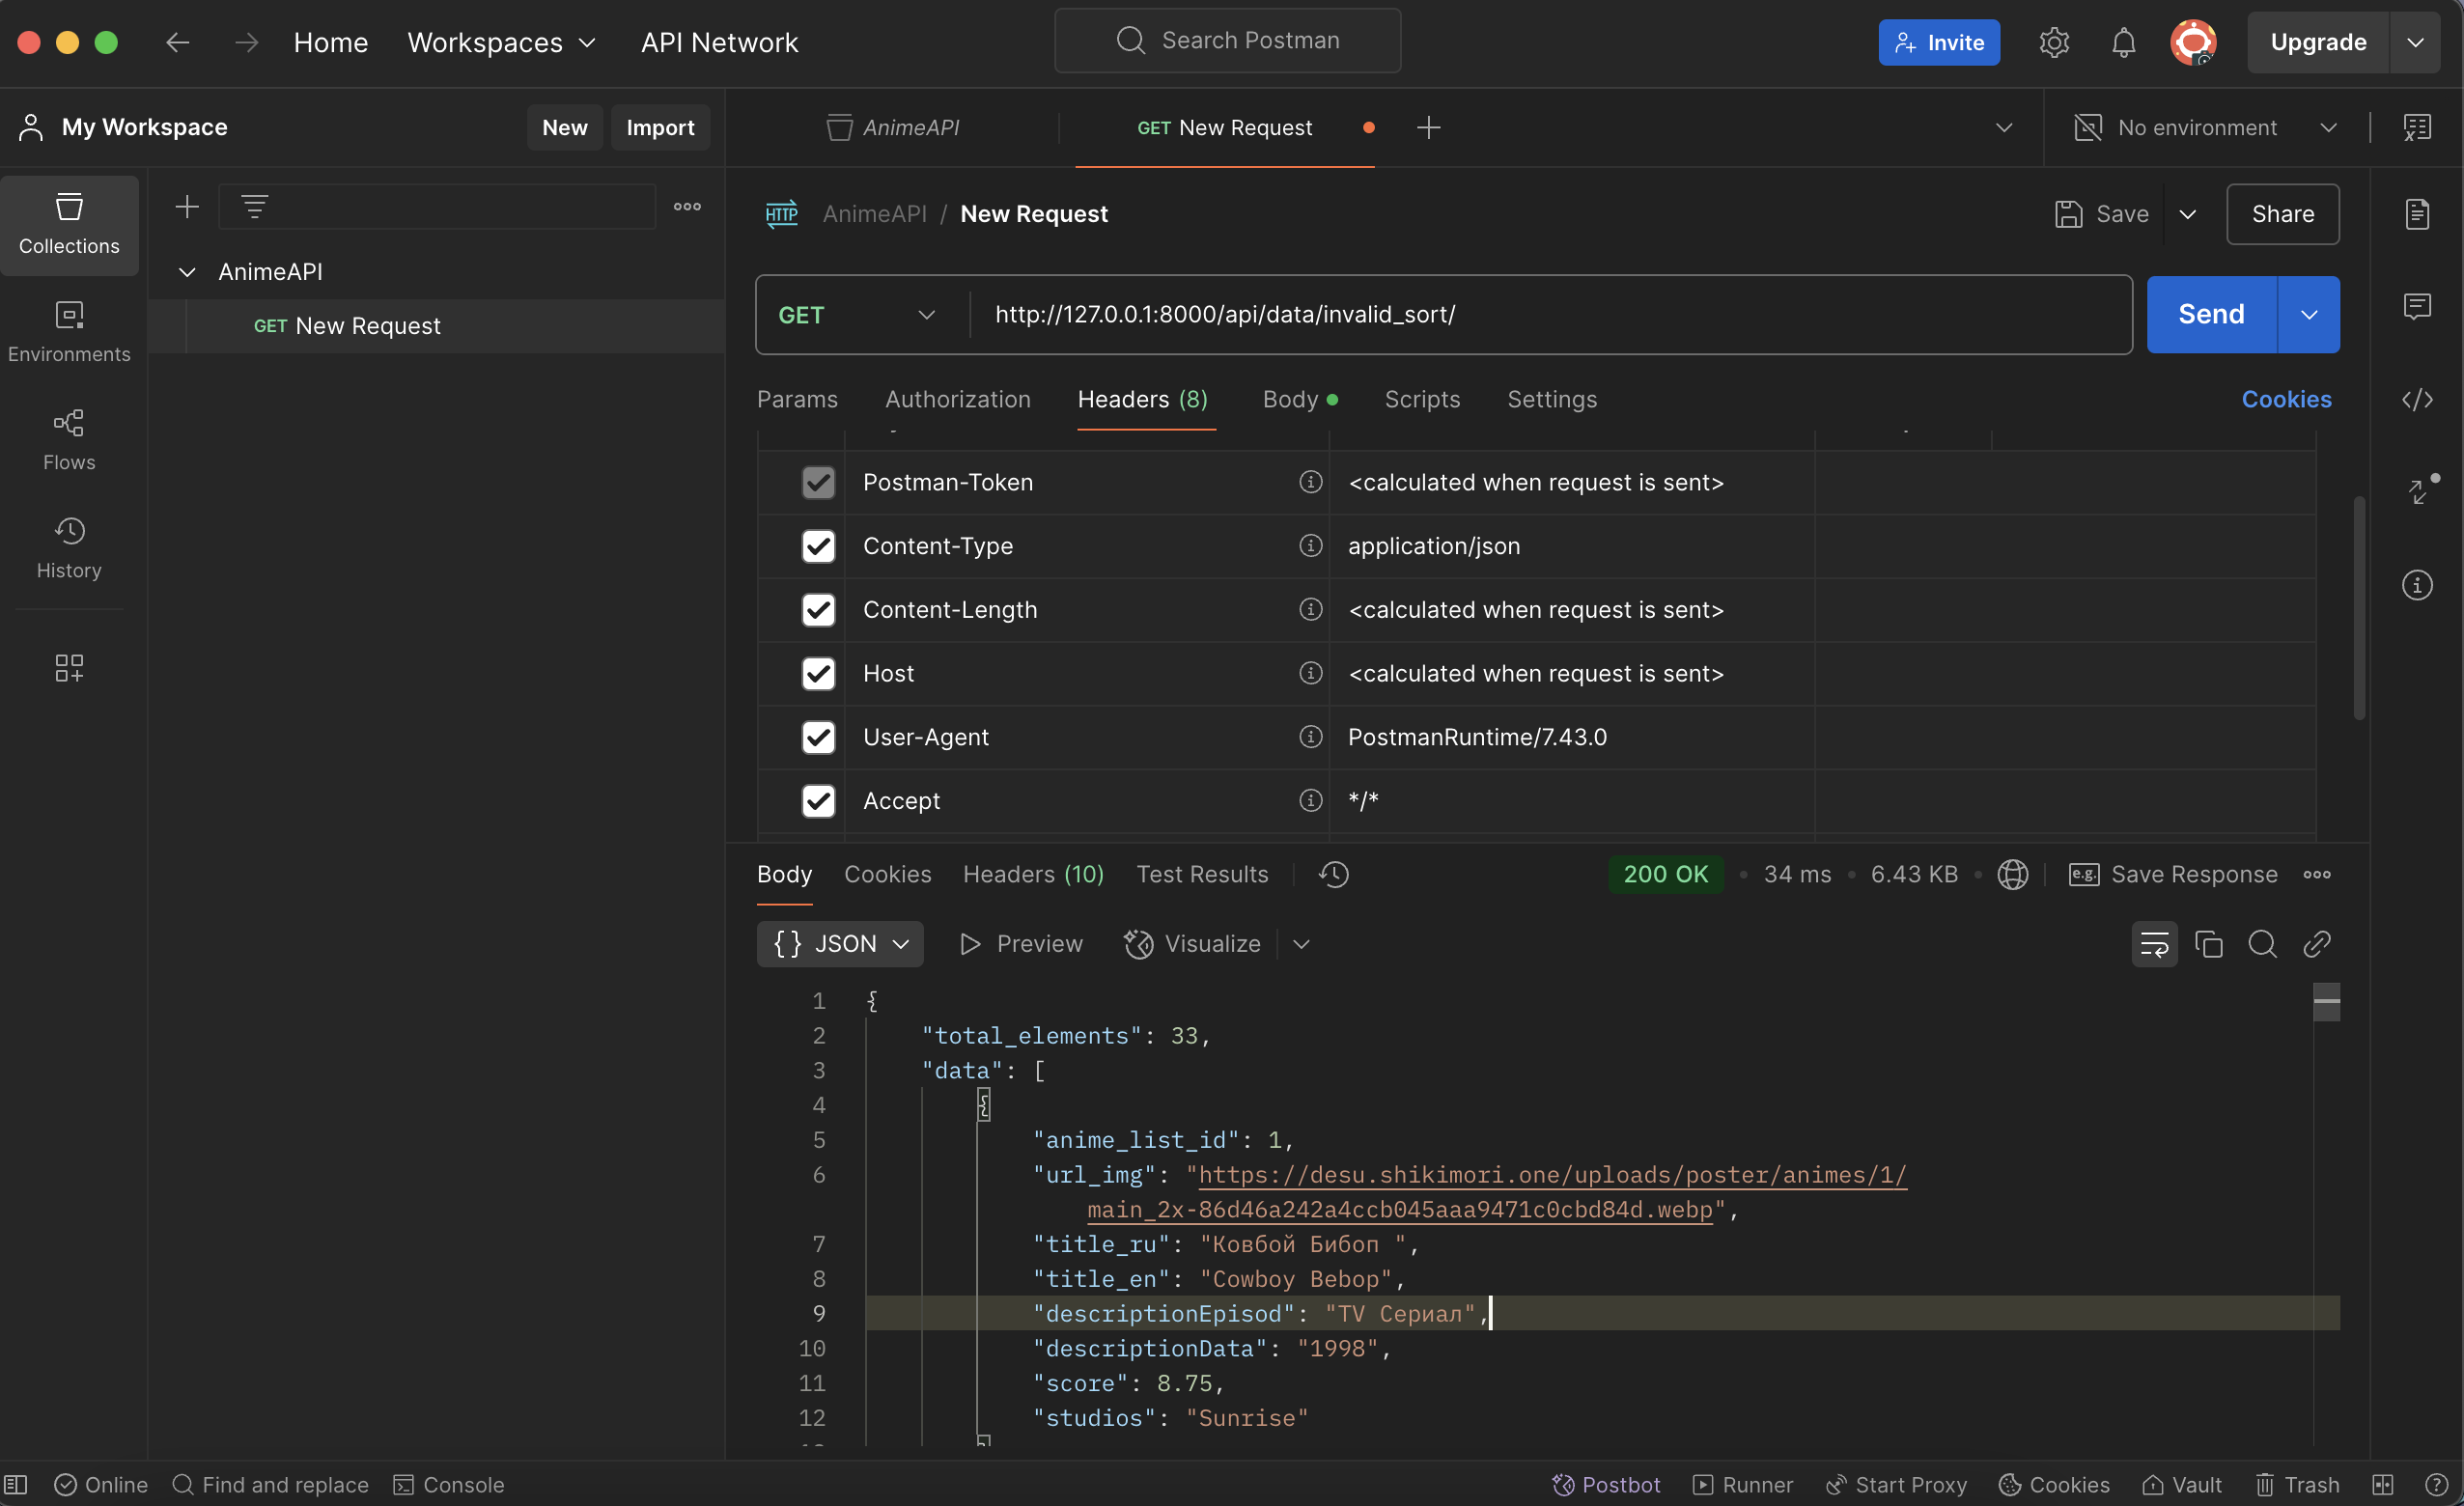 Home Workspaces API Network Search Postman Invite Upgrade
My Workspace New Import AnimeAPI GET New Request No environment
Collections
AnimeAPI / New Request Save Share
AnimeAPI
GET New Request
GET http://127.0.0.1:8000/api/data/invalid_sort/ Send
Environments
Params Authorization Headers (8) Body Scripts Settings Cookies
Flows
History
Postman-Token <calculated when request is sent>
Content-Type application/json
Content-Length <calculated when request is sent>
Host <calculated when request is sent>
User-Agent PostmanRuntime/7.43.0
Accept */*
Body Cookies Headers (10) Test Results 200 OK 34 ms 6.43 KB e.g. Save Response
{} JSON Preview Visualize
1 {
2 "total_elements": 33,
3 "data": [
4 {
5 "anime_list_id": 1,
6 "url_img": "https://desu.shikimori.one/uploads/poster/animes/1/
main_2x-86d46a242a4ccb045aaa9471c0cbd84d.webp",
7 "title_ru": "Ковбой Бибоп ",
8 "title_en": "Cowboy Bebop",
9 "descriptionEpisod": "TV Сериал",
10 "descriptionData": "1998",
11 "score": 8.75,
12 "studios": "Sunrise"
Online Find and replace Console Postbot Runner Start Proxy Cookies Vault Trash